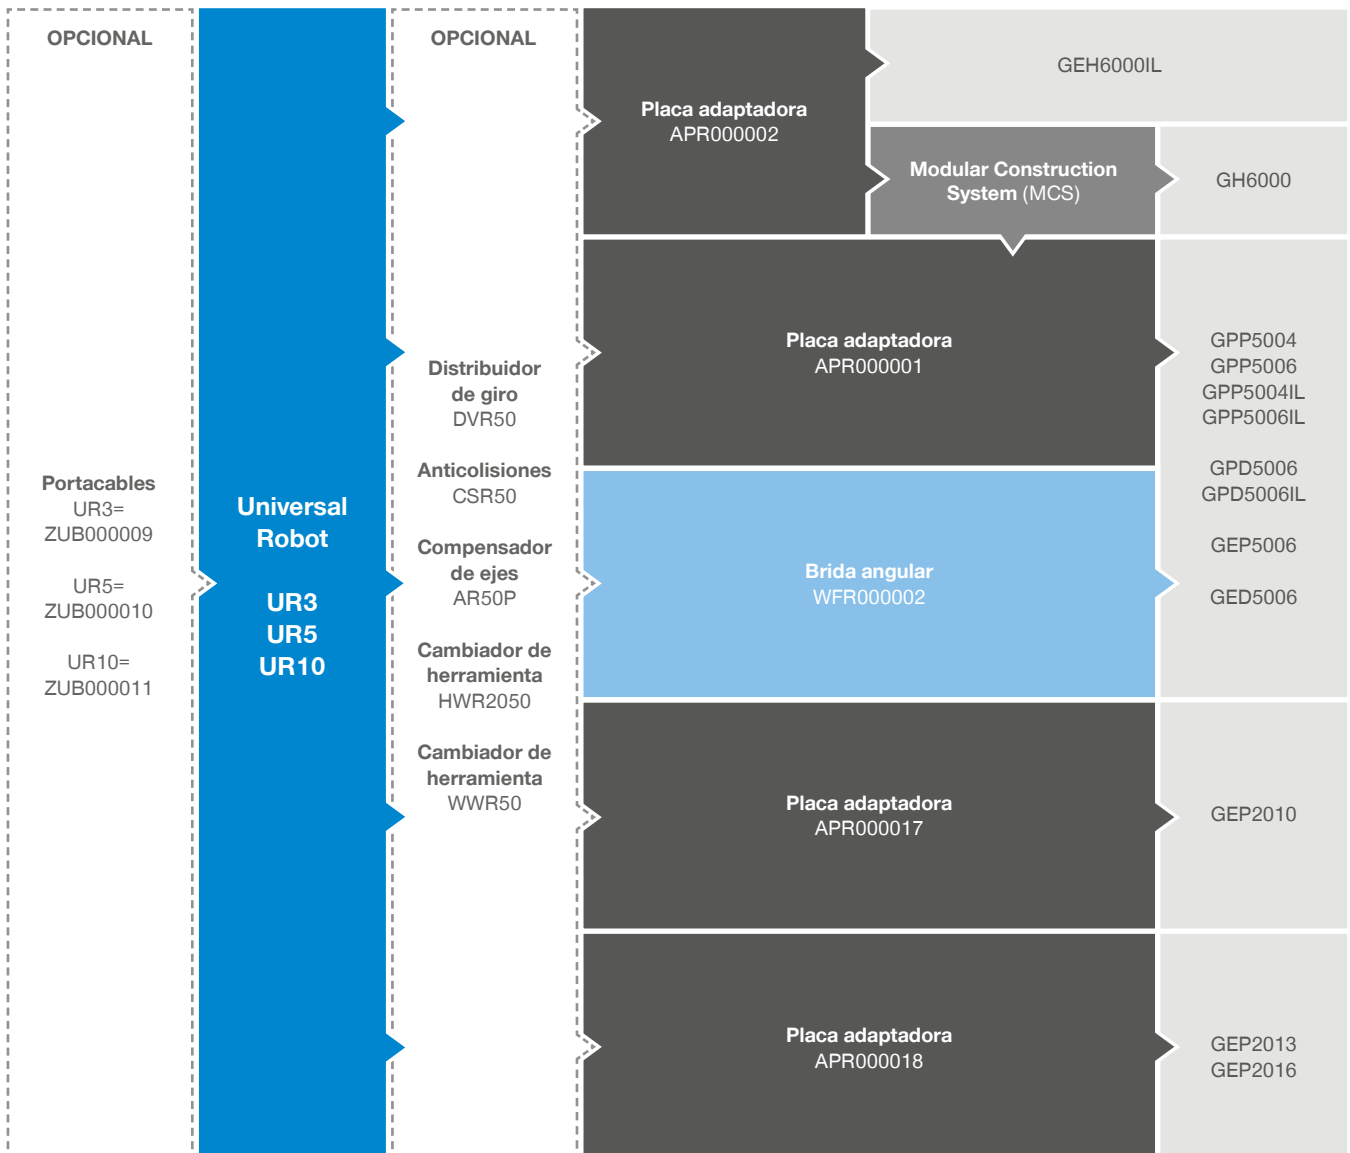 OPCIONAL
Portacables
UR3=
ZUB000009
UR5=
ZUB000010
UR10=
ZUB000011
Universal
Robot
UR3
UR5
UR10
OPCIONAL
Distribuidor
de giro
DVR50
Anticolisiones
CSR50
Compensador
de ejes
AR50P
Cambiador de
herramienta
HWR2050
Cambiador de
herramienta
WWR50
Placa adaptadora
APR000002
GEH6000IL
Modular Construction
System (MCS)
GH6000
Placa adaptadora
APR000001
Brida angular
WFR000002
GPP5004
GPP5006
GPP5004IL
GPP5006IL
GPD5006
GPD5006IL
GEP5006
GED5006
Placa adaptadora
APR000017
GEP2010
Placa adaptadora
APR000018
GEP2013
GEP2016